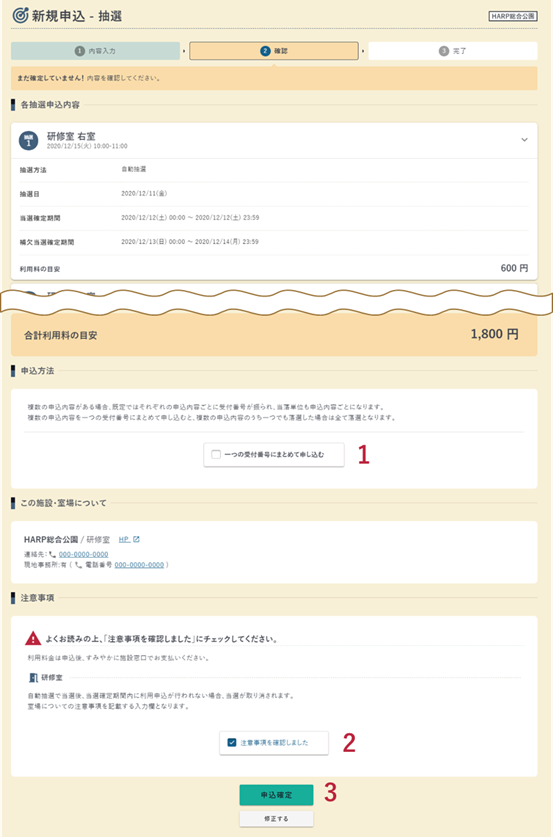 新規申込 - 抽選
HARP総合公園
1 内容入力
2 確認
3 完了
まだ確定していません! 内容を確認してください。
各抽選申込内容
抽選
1
研修室 右室
2020/12/15(火) 10:00-11:00
抽選方法 自動抽選
抽選日 2020/12/11(金)
当選確定期間 2020/12/12(土) 00:00 ～ 2020/12/12(土) 23:59
補欠当選確定期間 2020/12/13(日) 00:00 ～ 2020/12/14(月) 23:59
利用料の目安 600 円
合計利用料の目安 1,800 円
申込方法
複数の申込内容がある場合、既定ではそれぞれの申込内容ごとに受付番号が振られ、当落単位も申込内容ごとになります。
複数の申込内容を一つの受付番号にまとめて申し込むと、複数の申込内容のうち一つでも落選した場合は全て落選となります。
一つの受付番号にまとめて申し込む 1
この施設・室場について
HARP総合公園 / 研修室 HP
連絡先: 000-0000-0000
現地事務所:有 ( 電話番号 000-0000-0000 )
注意事項
よくお読みの上、「注意事項を確認しました」にチェックしてください。
利用料金は申込後、すみやかに施設窓口でお支払いください。
研修室
自動抽選で当選後、当選確定期間内に利用申込が行われない場合、当選が取り消されます。
室場についての注意事項を記載する入力欄となります。
注意事項を確認しました 2
申込確定 3
修正する